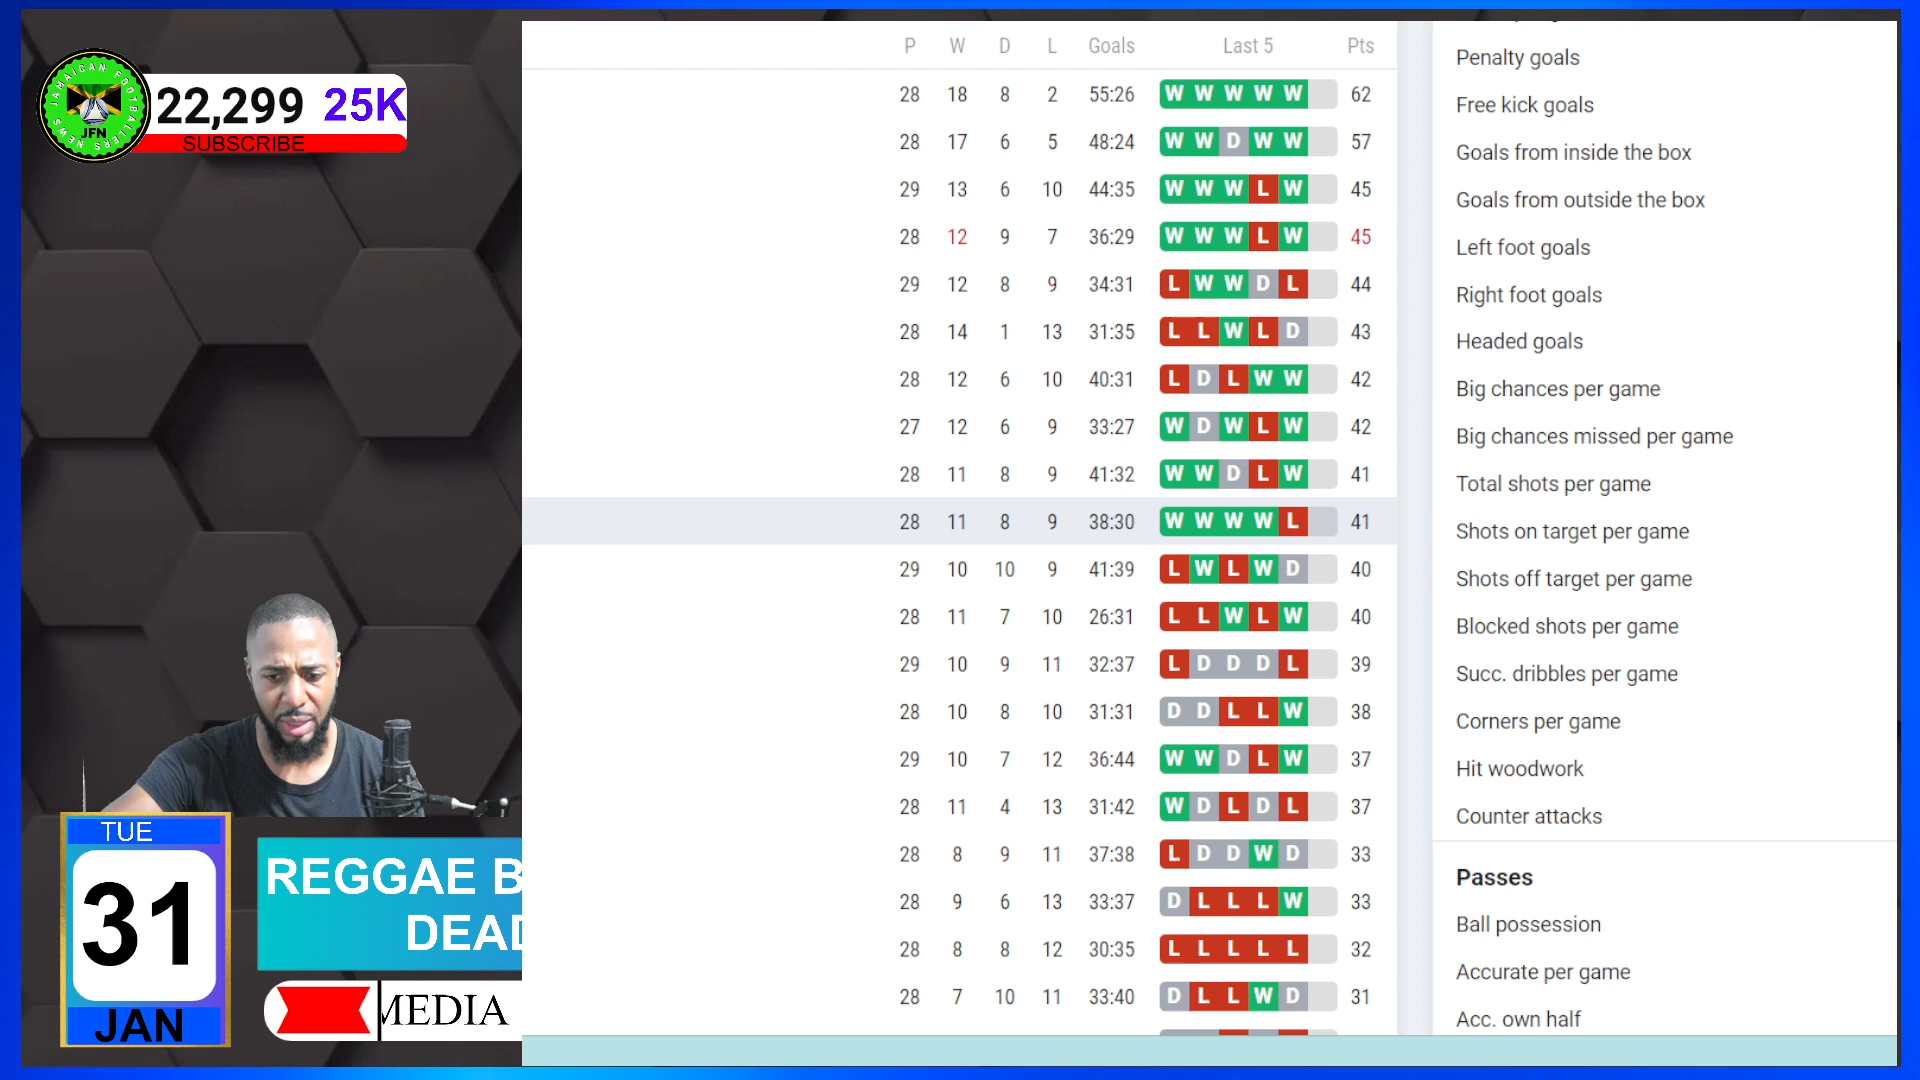 JAMAICAN FOOTBALLERS NEWS
JFN
22,299 25K
SUBSCRIBE
P W D L Goals Last 5 Pts
28 18 8 2 55:26 W W W W W 62
28 17 6 5 48:24 W W D W W 57
29 13 6 10 44:35 W W W L W 45
28 12 9 7 36:29 W W W L W 45
29 12 8 9 34:31 L W W D L 44
28 14 1 13 31:35 L L W L D 43
28 12 6 10 40:31 L D L W W 42
27 12 6 9 33:27 W D W L W 42
28 11 8 9 41:32 W W D L W 41
28 11 8 9 38:30 W W W W L 41
29 10 10 9 41:39 L W L W D 40
28 11 7 10 26:31 L L W L W 40
29 10 9 11 32:37 L D D D L 39
28 10 8 10 31:31 D D L L W 38
29 10 7 12 36:44 W W D L W 37
28 11 4 13 31:42 W D L D L 37
28 8 9 11 37:38 L D D W D 33
28 9 6 13 33:37 D L L L W 33
28 8 8 12 30:35 L L L L L 32
28 7 10 11 33:40 D L L W D 31
Penalty goals
Free kick goals
Goals from inside the box
Goals from outside the box
Left foot goals
Right foot goals
Headed goals
Big chances per game
Big chances missed per game
Total shots per game
Shots on target per game
Shots off target per game
Blocked shots per game
Succ. dribbles per game
Corners per game
Hit woodwork
Counter attacks
Passes
Ball possession
Accurate per game
Acc. own half
TUE
31
JAN
REGGAE B
DEAD
MEDIA